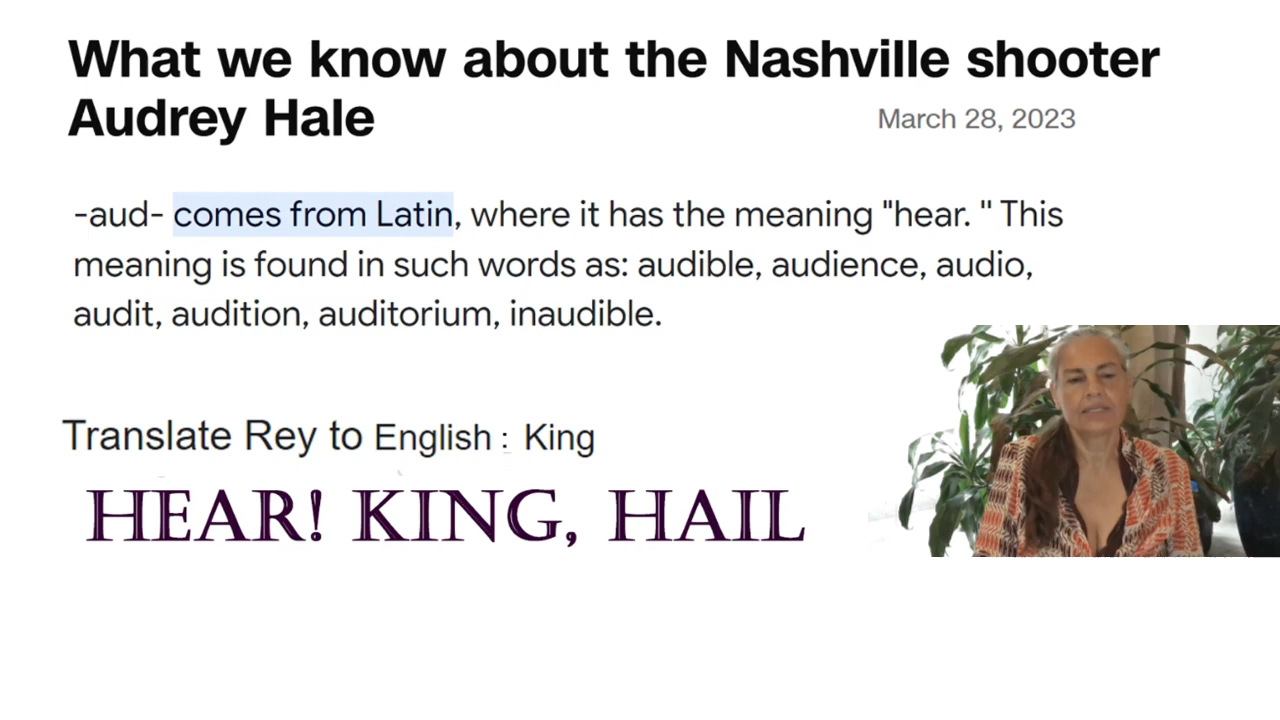 What we know about the Nashville shooter
Audrey Hale
March 28, 2023
-aud- comes from Latin, where it has the meaning "hear. " This
meaning is found in such words as: audible, audience, audio,
audit, audition, auditorium, inaudible.
Translate Rey to English : King
HEAR! KING, HAIL